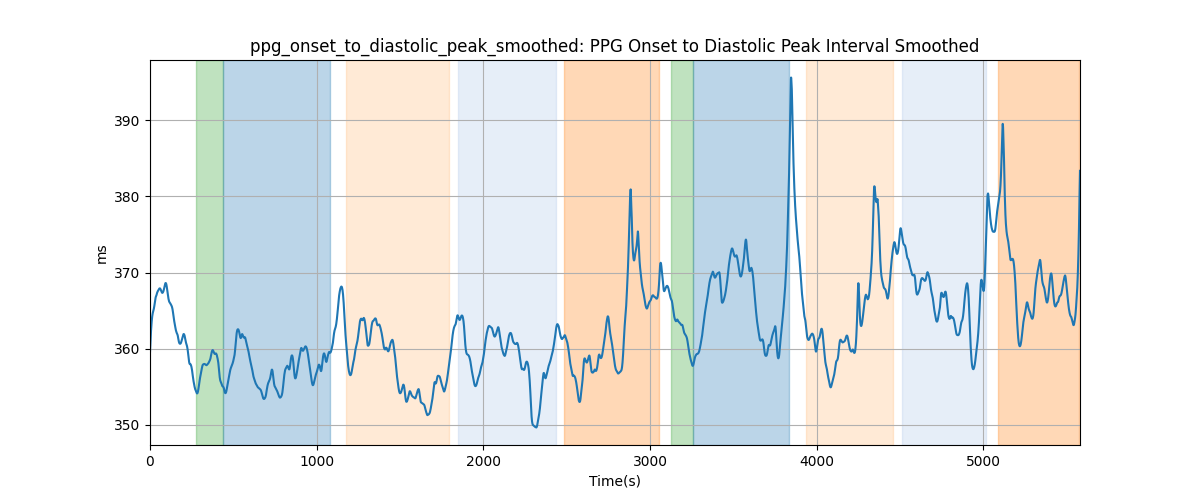 ppg_onset_to_diastolic_peak_smoothed: PPG Onset to Diastolic Peak Interval Smoothed
390
380
370
360
350
ms
0 1000 2000 3000 4000 5000
Time(s)